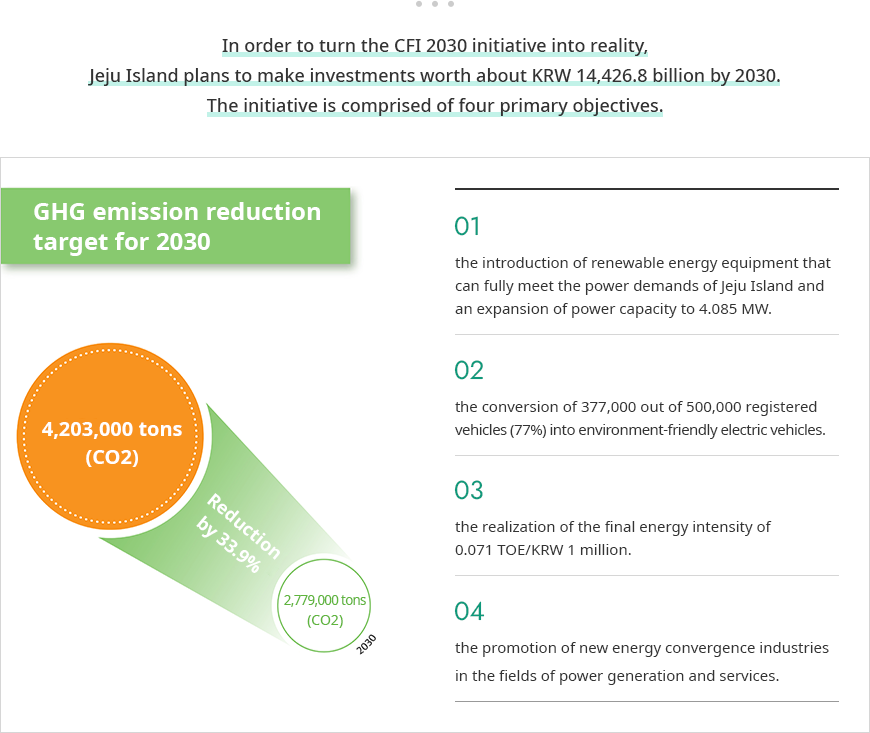 In order to turn the CFI 2030 initiative into reality,
Jeju Island plans to make investments worth about KRW 14,426.8 billion by 2030.
The initiative is comprised of four primary objectives.
GHG emission reduction
target for 2030
4,203,000 tons
(CO2)
Reduction
by 33.9%
2,779,000 tons
(CO2)
2030
01
the introduction of renewable energy equipment that
can fully meet the power demands of Jeju Island and
an expansion of power capacity to 4.085 MW.
02
the conversion of 377,000 out of 500,000 registered
vehicles (77%) into environment-friendly electric vehicles.
03
the realization of the final energy intensity of
0.071 TOE/KRW 1 million.
04
the promotion of new energy convergence industries
in the fields of power generation and services.